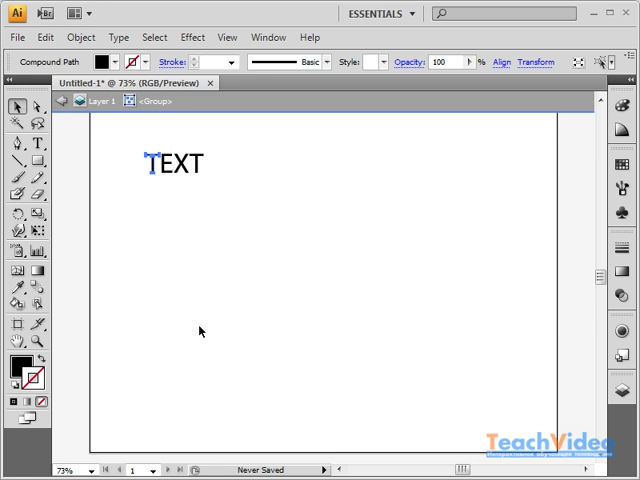 Ai Br ESSENTIALS
File Edit Object Type Select Effect View Window Help
Compound Path Stroke: Basic Style: Opacity: 100 % Align Transform
Untitled-1* @ 73% (RGB/Preview)
Layer 1 <Group>
TEXT
TeachVideo
73% 1 Never Saved